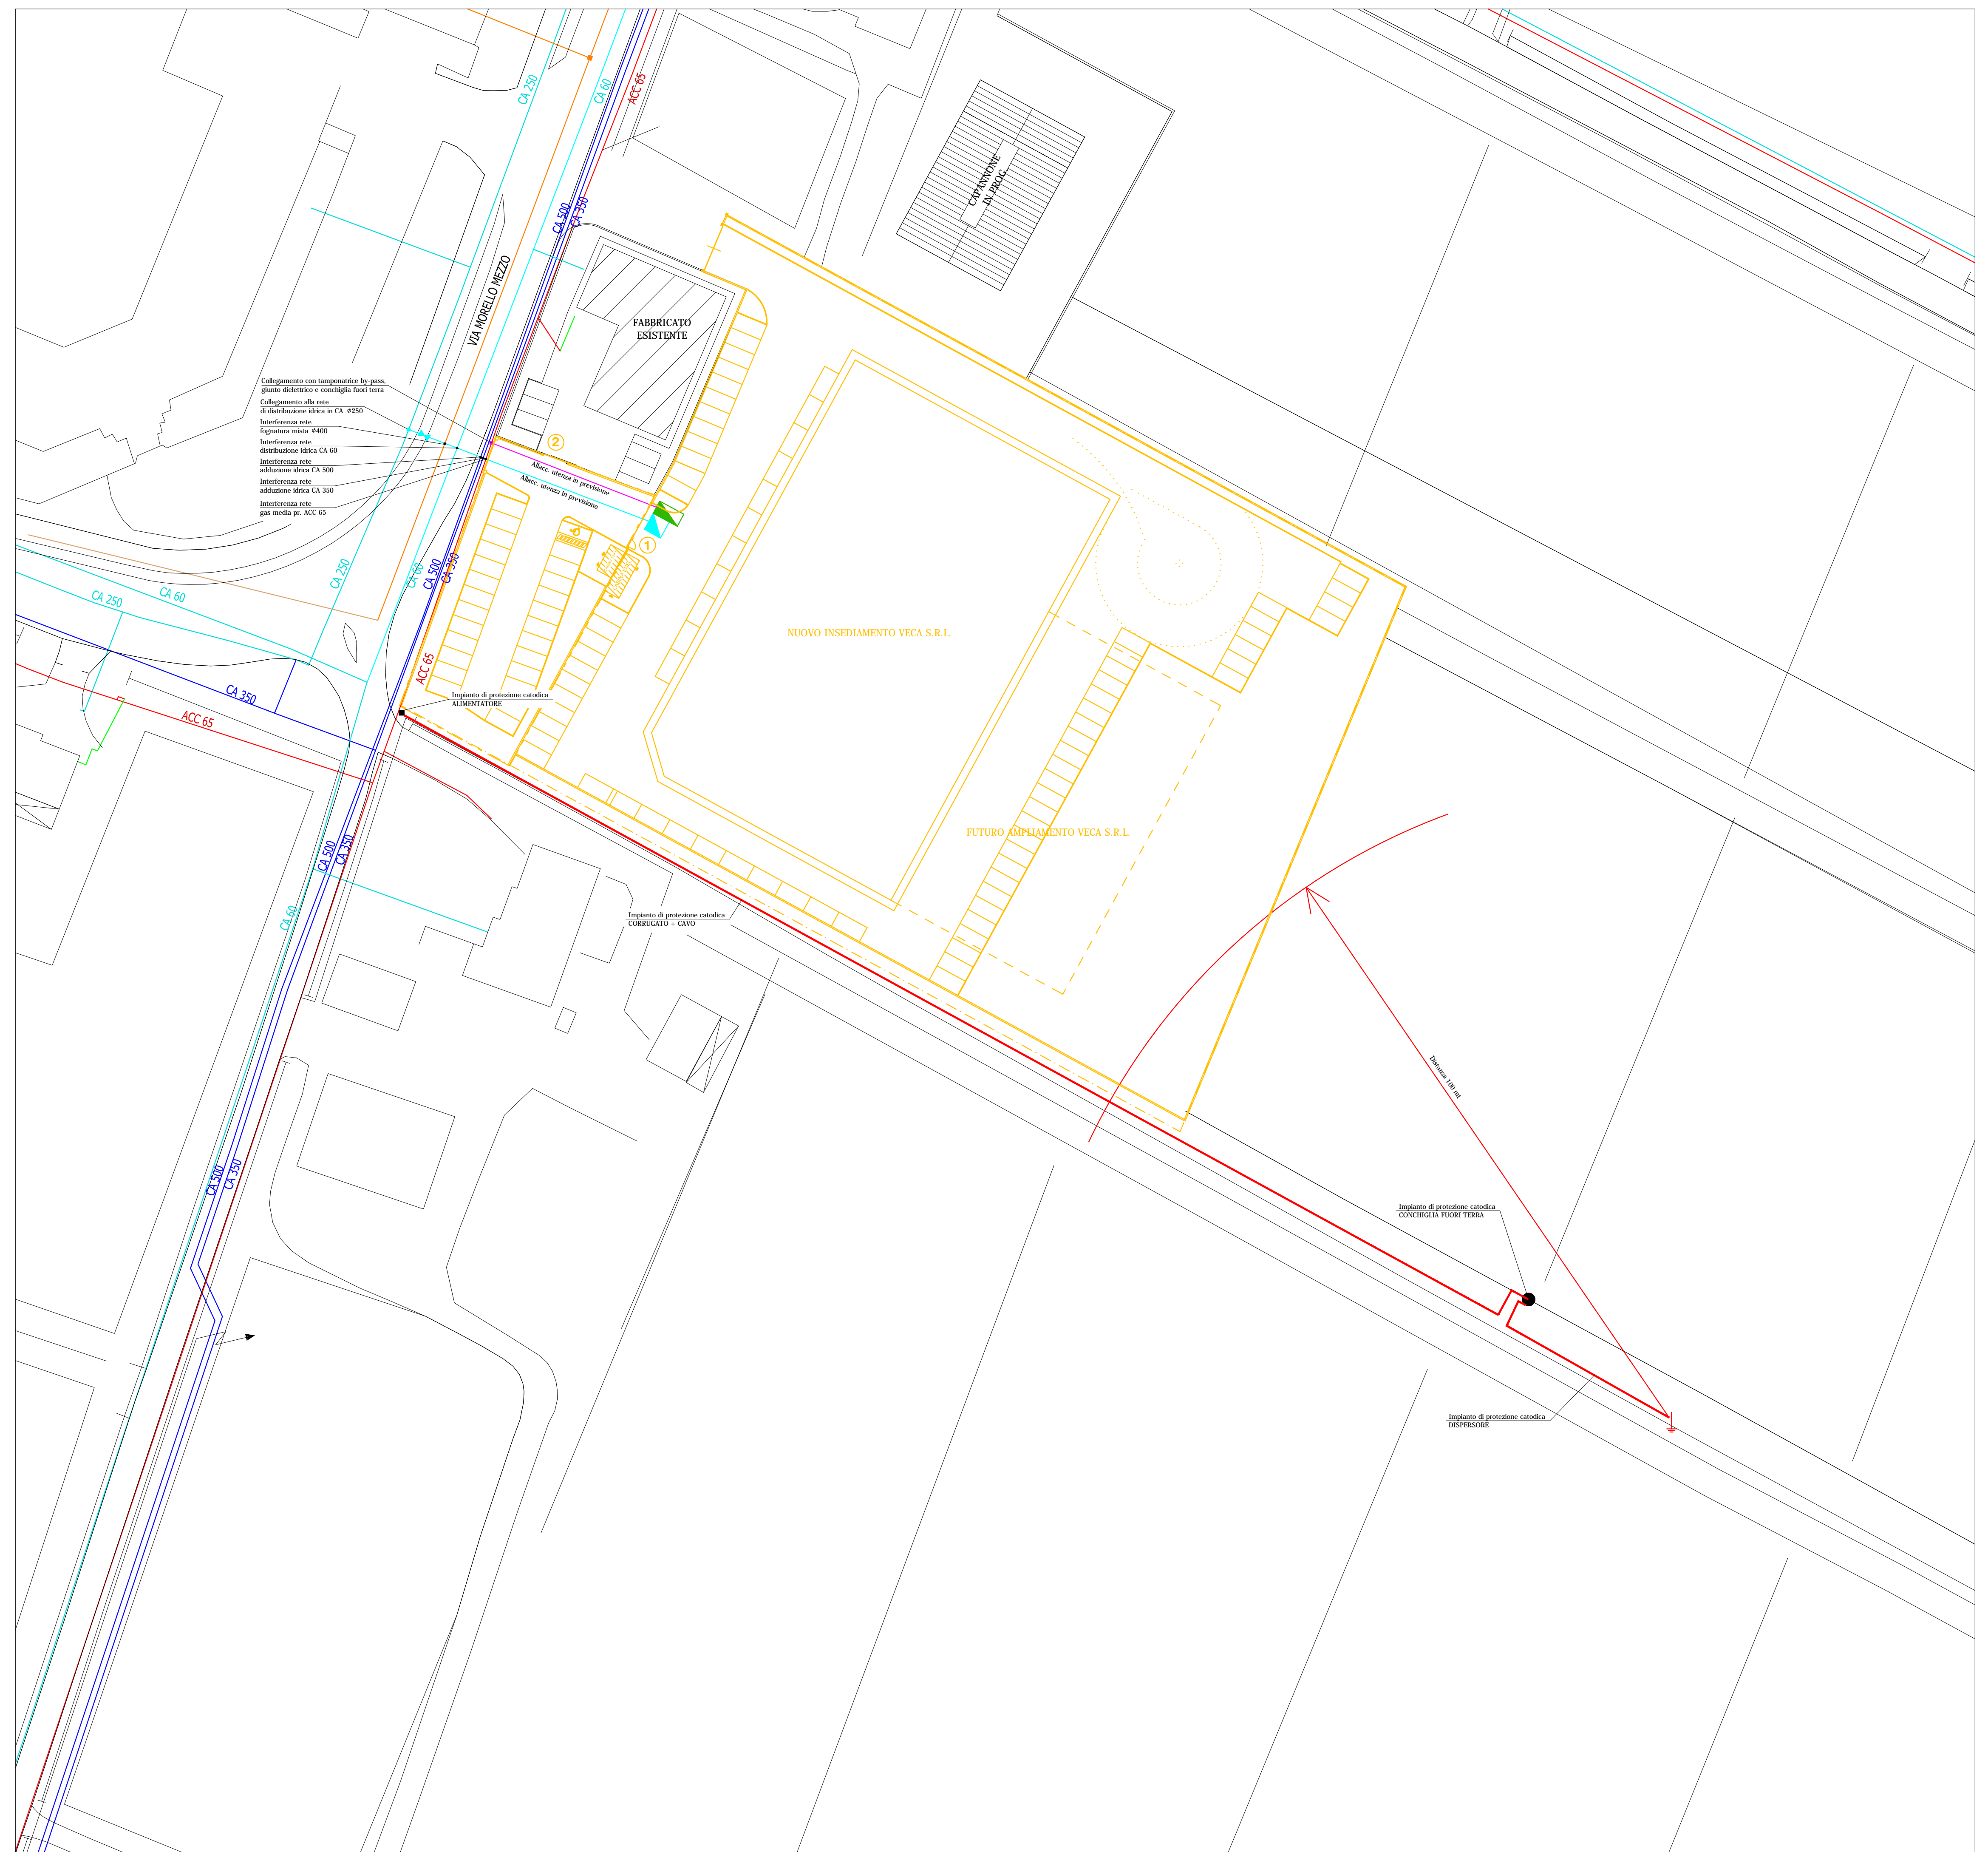 CA 250
CA 60
ACC 65
CAPANNONE
IN PROG.
CA 500
CA 350
VIA MORELLO MEZZO
FABBRICATO
ESISTENTE
Collegamento con tamponatrice by-pass,
giunto dielettrico e conchiglia fuori terra
Collegamento alla rete
di distribuzione idrica in CA Ø250
Interferenza rete
fognatura mista Ø400
Interferenza rete
distribuzione idrica CA 60
Interferenza rete
adduzione idrica CA 500
Interferenza rete
adduzione idrica CA 350
Interferenza rete
gas media pr. ACC 65
2
Allacc. utenza in previsione
Allacc. utenza in previsione
1
CA 250
CA 60
CA 500
CA 350
CA 60
CA 250
NUOVO INSEDIAMENTO VECA S.R.L.
ACC 65
CA 350
ACC 65
Impianto di protezione catodica
ALIMENTATORE
FUTURO AMPLIAMENTO VECA S.R.L.
CA 500
CA 350
CA 60
Impianto di protezione catodica
CORRUGATO + CAVO
Distanza 100 mt
CA 500
CA 350
Impianto di protezione catodica
CONCHIGLIA FUORI TERRA
Impianto di protezione catodica
DISPERSORE